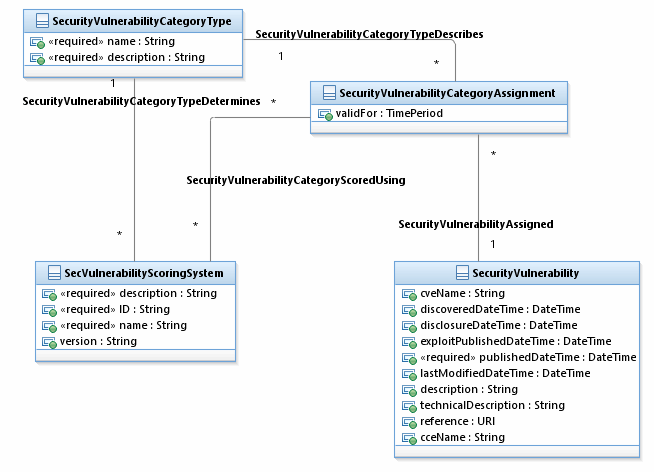 SecurityVulnerabilityCategoryType
«required» name : String
«required» description : String
SecurityVulnerabilityCategoryTypeDescribes
1
*
1
SecurityVulnerabilityCategoryTypeDetermines
*
SecurityVulnerabilityCategoryAssignment
validFor : TimePeriod
*
SecurityVulnerabilityCategoryScoredUsing
*
*
SecurityVulnerabilityAssigned
1
SecVulnerabilityScoringSystem
«required» description : String
«required» ID : String
«required» name : String
version : String
SecurityVulnerability
cveName : String
discoveredDateTime : DateTime
disclosureDateTime : DateTime
exploitPublishedDateTime : DateTime
«required» publishedDateTime : DateTime
lastModifiedDateTime : DateTime
description : String
technicalDescription : String
reference : URI
cceName : String